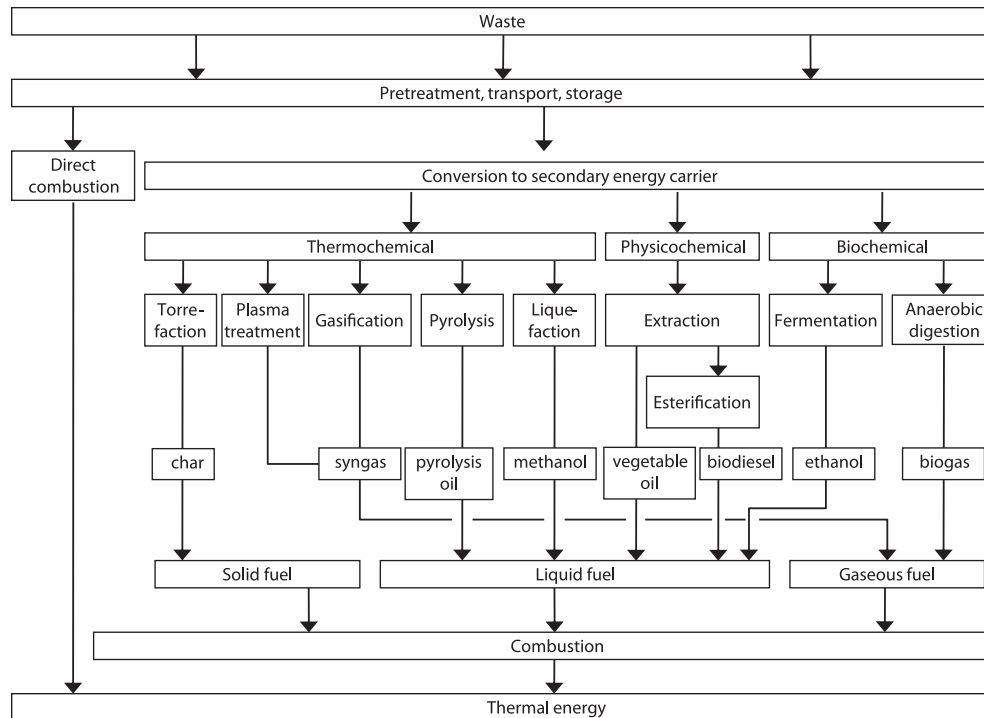 Waste
Pretreatment, transport, storage
Direct
combustion
Conversion to secondary energy carrier
Thermochemical
Physicochemical
Biochemical
Torre-
faction
Plasma
treatment
Gasification
Pyrolysis
Lique-
faction
Extraction
Fermentation
Anaerobic
digestion
Esterification
char
syngas
pyrolysis
oil
methanol
vegetable
oil
biodiesel
ethanol
biogas
Solid fuel
Liquid fuel
Gaseous fuel
Combustion
Thermal energy